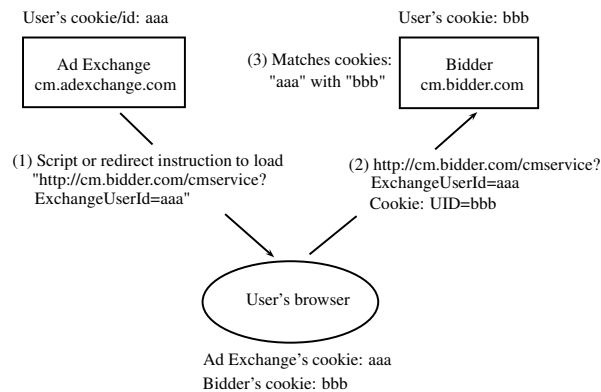 User's cookie/id: aaa
Ad Exchange
cm.adexchange.com
User's cookie: bbb
(3) Matches cookies:
"aaa" with "bbb"
Bidder
cm.bidder.com
(1) Script or redirect instruction to load
"http://cm.bidder.com/cmservice?
ExchangeUserId=aaa"
(2) http://cm.bidder.com/cmservice?
ExchangeUserId=aaa
Cookie: UID=bbb
User's browser
Ad Exchange's cookie: aaa
Bidder's cookie: bbb